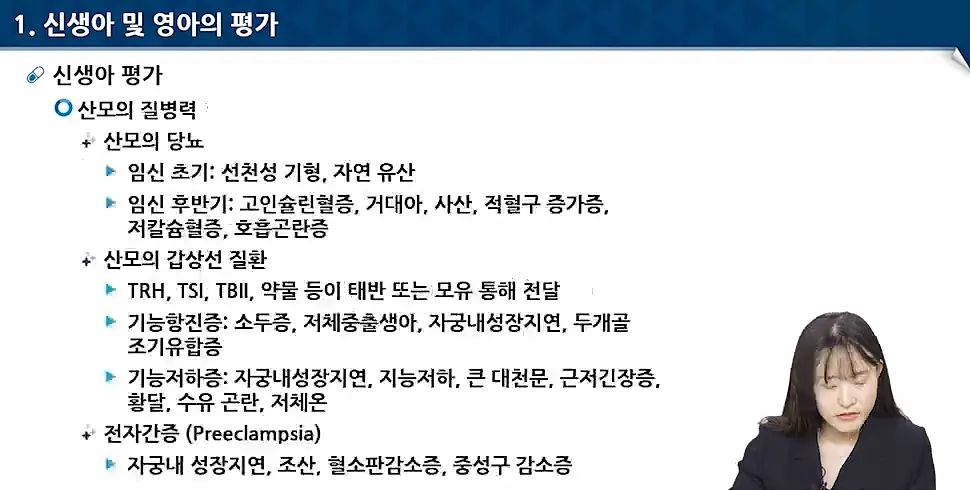 1. 신생아 및 영아의 평가
신생아 평가
산모의 질병력
산모의 당뇨
임신 초기: 선천성 기형, 자연 유산
임신 후반기: 고인슐린혈증, 거대아, 사산, 적혈구 증가증,
저칼슘혈증, 호흡곤란증
산모의 갑상선 질환
TRH, TSI, TBII, 약물 등이 태반 또는 모유 통해 전달
기능항진증: 소두증, 저체중출생아, 자궁내성장지연, 두개골
조기유합증
기능저하증: 자궁내성장지연, 지능저하, 큰 대천문, 근저긴장증,
황달, 수유 곤란, 저체온
전자간증 (Preeclampsia)
자궁내 성장지연, 조산, 혈소판감소증, 중성구 감소증